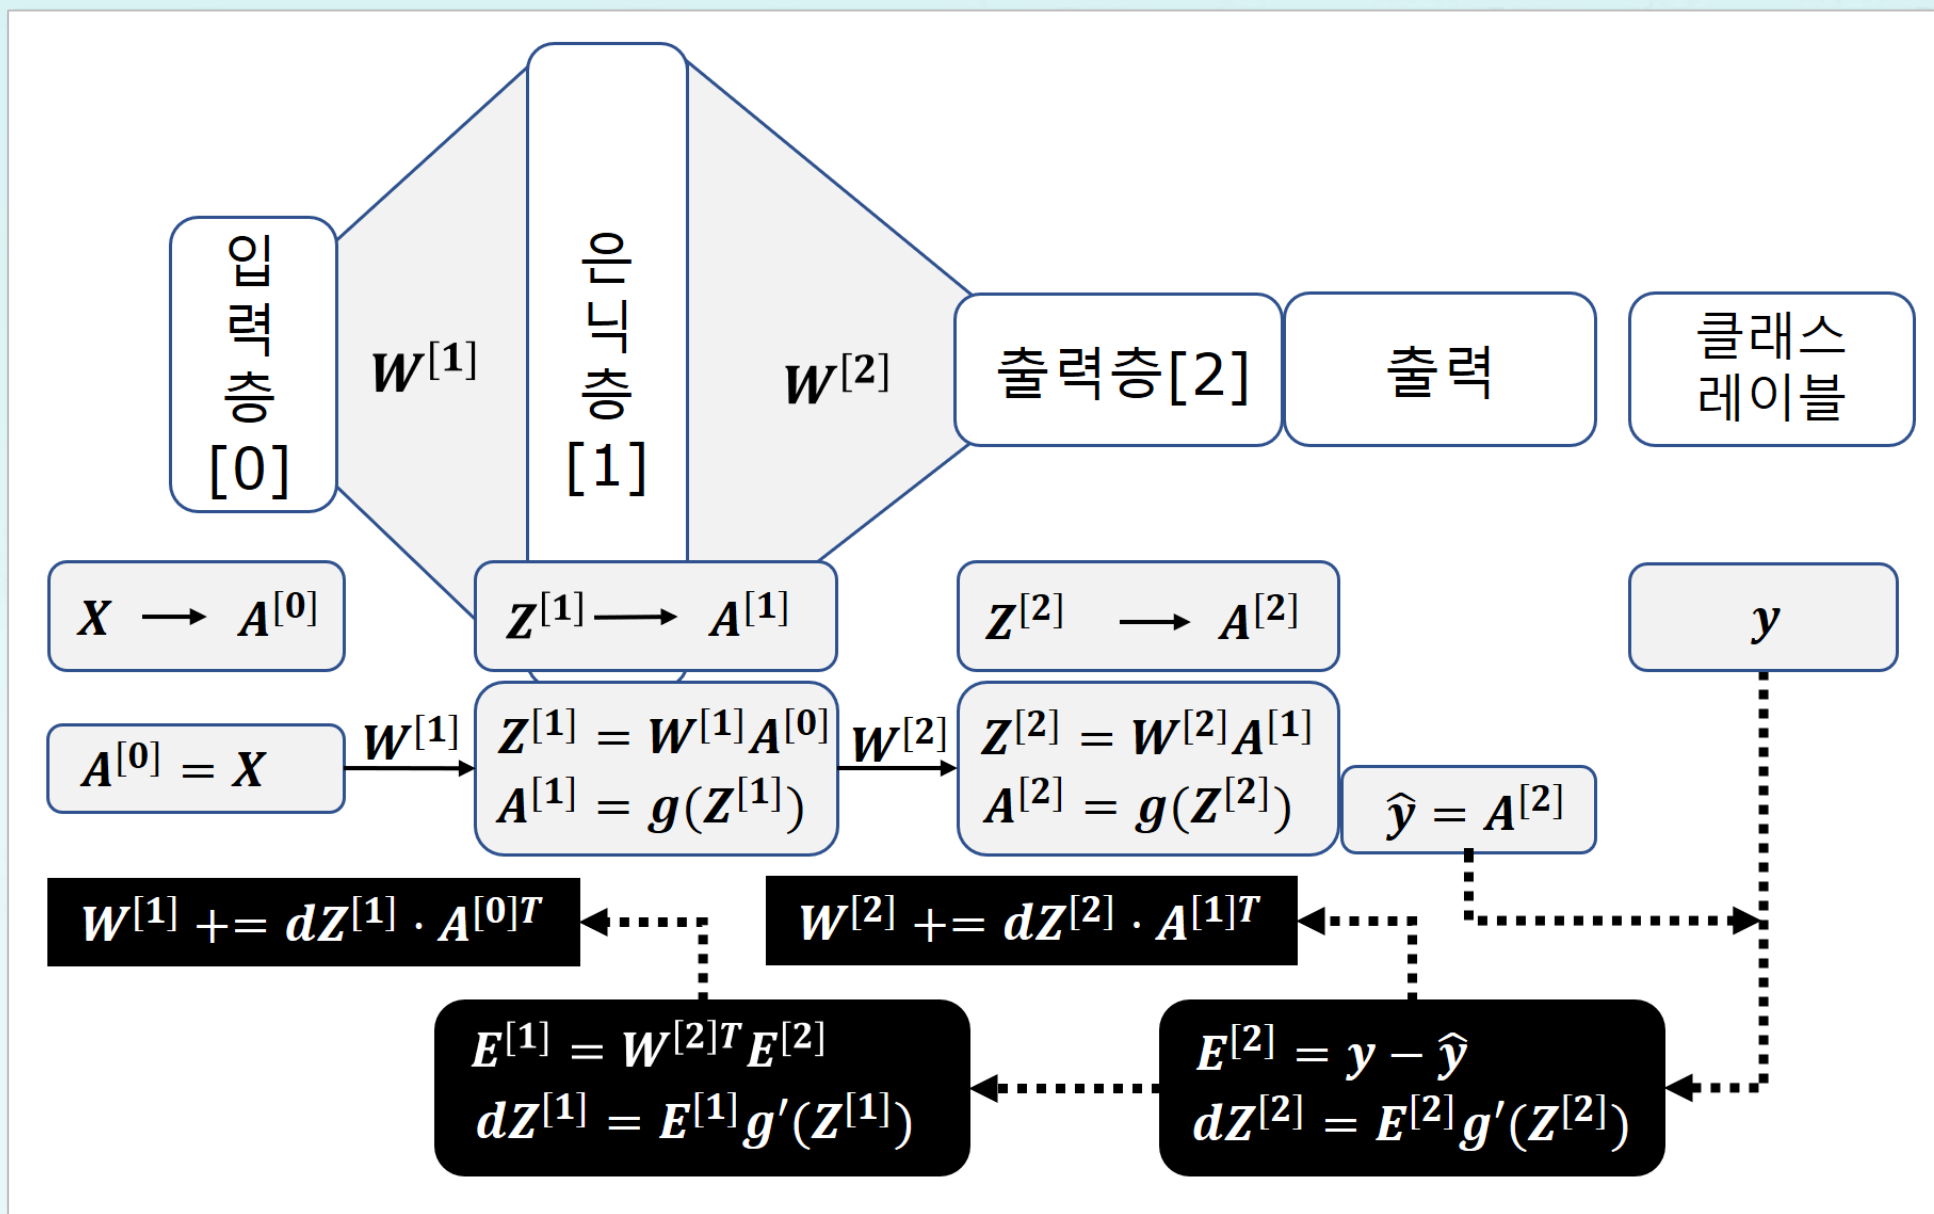 입
력
층
[0]
W^[1]
은
닉
층
[1]
W^[2]
출력층[2]
출력
클래스
레이블
X → A^[0]
Z^[1] → A^[1]
Z^[2] → A^[2]
y
A^[0] = X
W^[1]
Z^[1] = W^[1]A^[0]
A^[1] = g(Z^[1])
W^[2]
Z^[2] = W^[2]A^[1]
A^[2] = g(Z^[2])
ŷ = A^[2]
W^[1] += dZ^[1] · A^[0]T
W^[2] += dZ^[2] · A^[1]T
E^[1] = W^[2]T E^[2]
dZ^[1] = E^[1]g′(Z^[1])
E^[2] = y − ŷ
dZ^[2] = E^[2]g′(Z^[2])